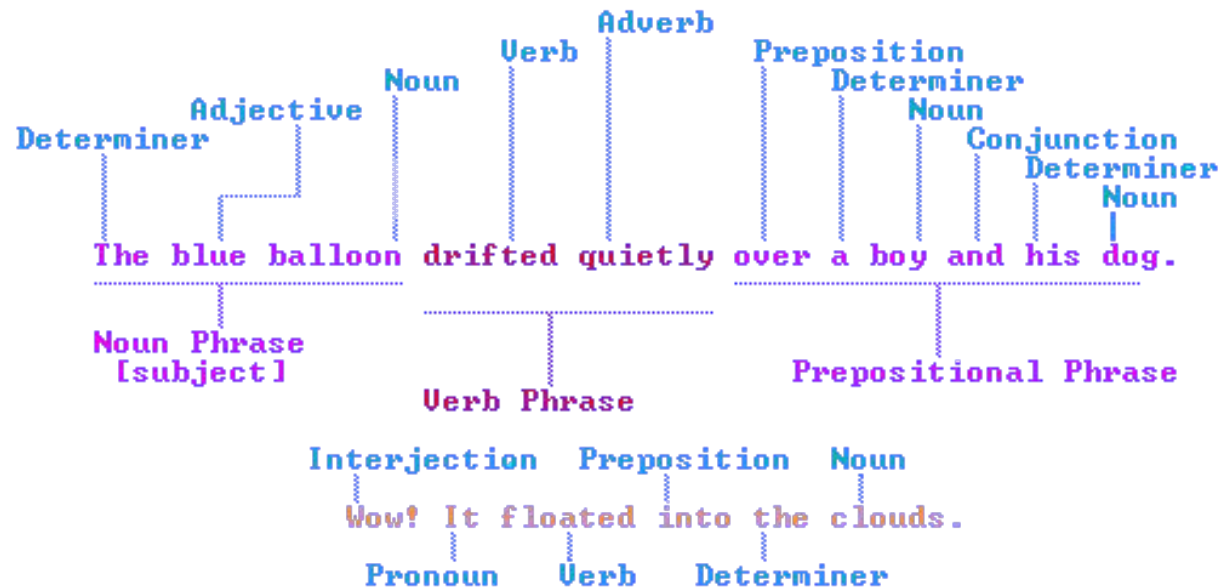 Adverb
Verb Preposition
Noun Determiner
Adjective Noun
Determiner Conjunction
Determiner
Noun
The blue balloon drifted quietly over a boy and his dog.
Noun Phrase
[subject] Prepositional Phrase
Verb Phrase
Interjection Preposition Noun
Wow! It floated into the clouds.
Pronoun Verb Determiner